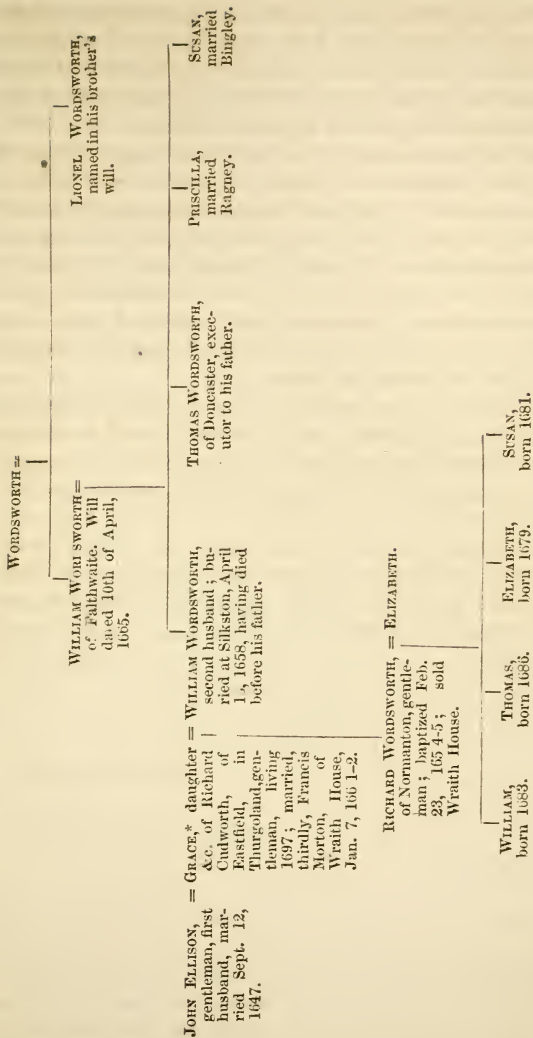 WORDSWORTH =
WILLIAM WORI SWORTH =
of Falthwaite. Will
dated 10th of April,
1665.
LIONEL WORDSWORTH,
named in his brother's
will.
JOHN ELLISON,
gentleman, first
husband, mar-
ried Sept. 12,
1647.
= GRACE,* daughter
&c. of Richard
Cudworth, of
Eastfield, in
Thurgoland, gen-
tleman, living
1697; married,
thirdly, Francis
Morton, of
Wraith House,
Jan. 7, 166 1-2.
= WILLIAM WORDSWORTH,
second husband; bu-
ried at Silkston, April
1658, having died
before his father.
THOMAS WORDSWORTH,
of Doncaster, exec-
utor to his father.
PRISCILLA,
married
Ragney.
SUSAN,
married
Bingley.
RICHARD WORDSWORTH, = ELIZABETH.
of Normanton, gentle-
man; baptized Feb.
23, 165 4-5; sold
Wraith House.
WILLIAM,
born 1683.
THOMAS,
born 1686.
ELIZABETH,
born 1679.
SUSAN,
born 1681.